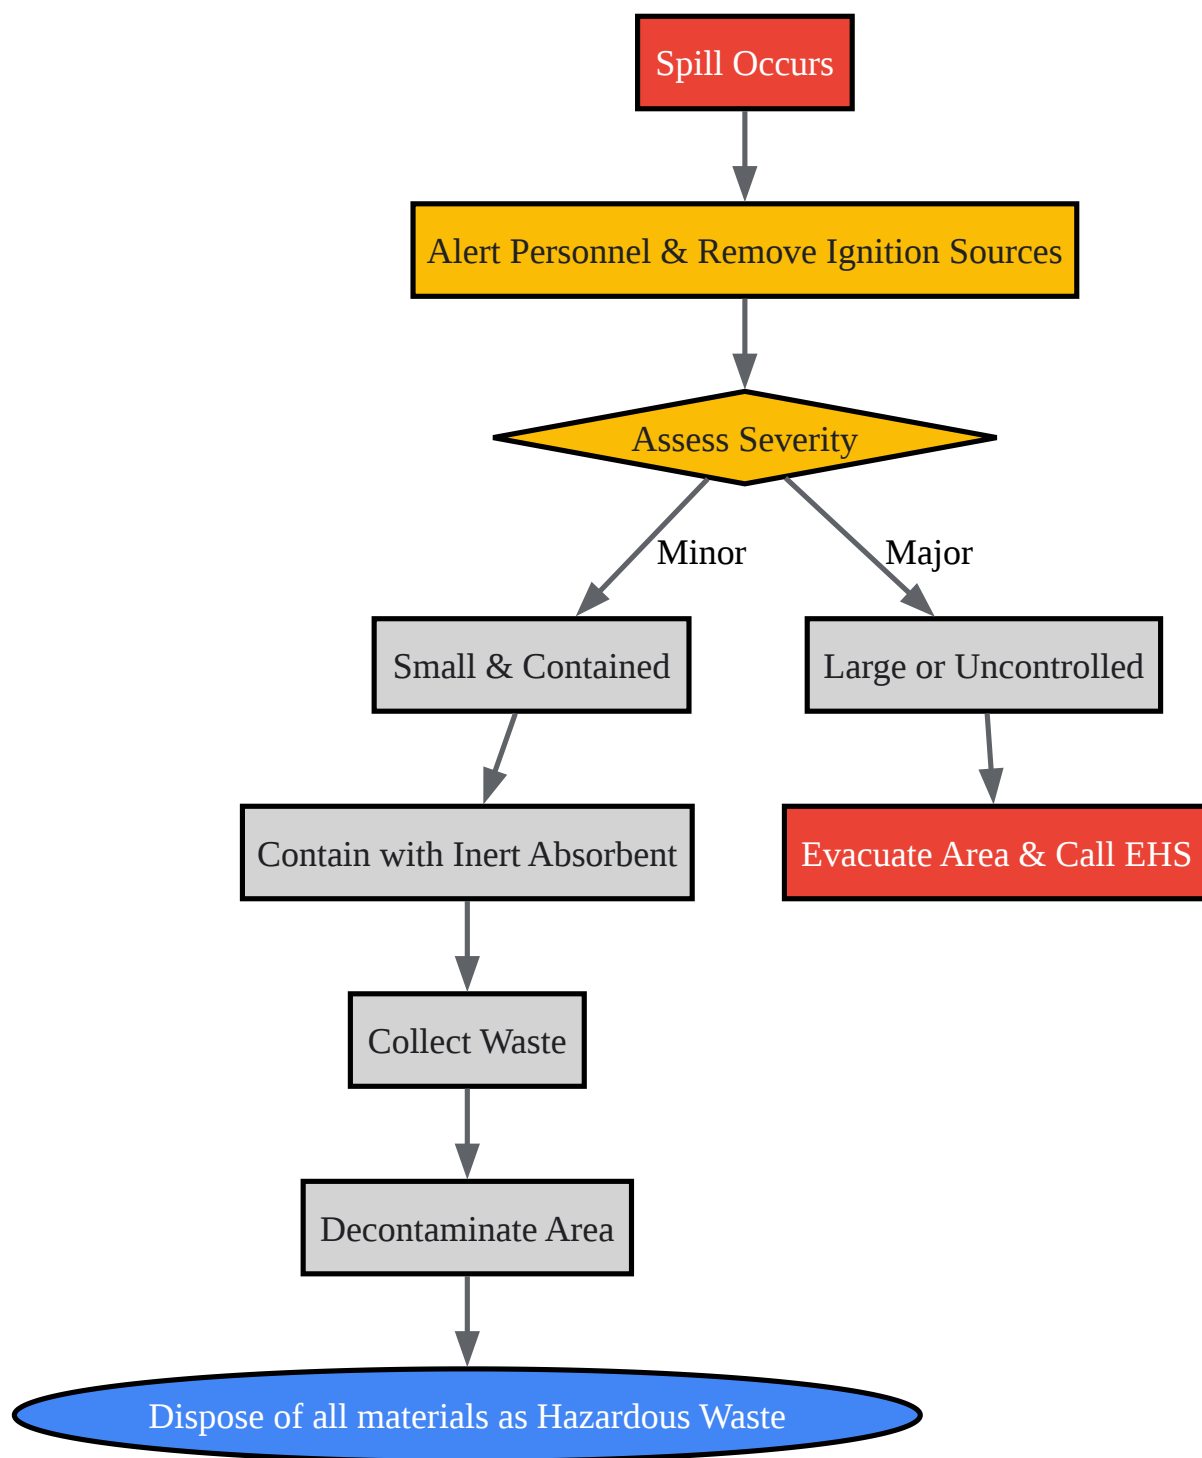 Spill Occurs
Alert Personnel & Remove Ignition Sources
Assess Severity
Minor
Major
Small & Contained
Large or Uncontrolled
Contain with Inert Absorbent
Evacuate Area & Call EHS
Collect Waste
Decontaminate Area
Dispose of all materials as Hazardous Waste